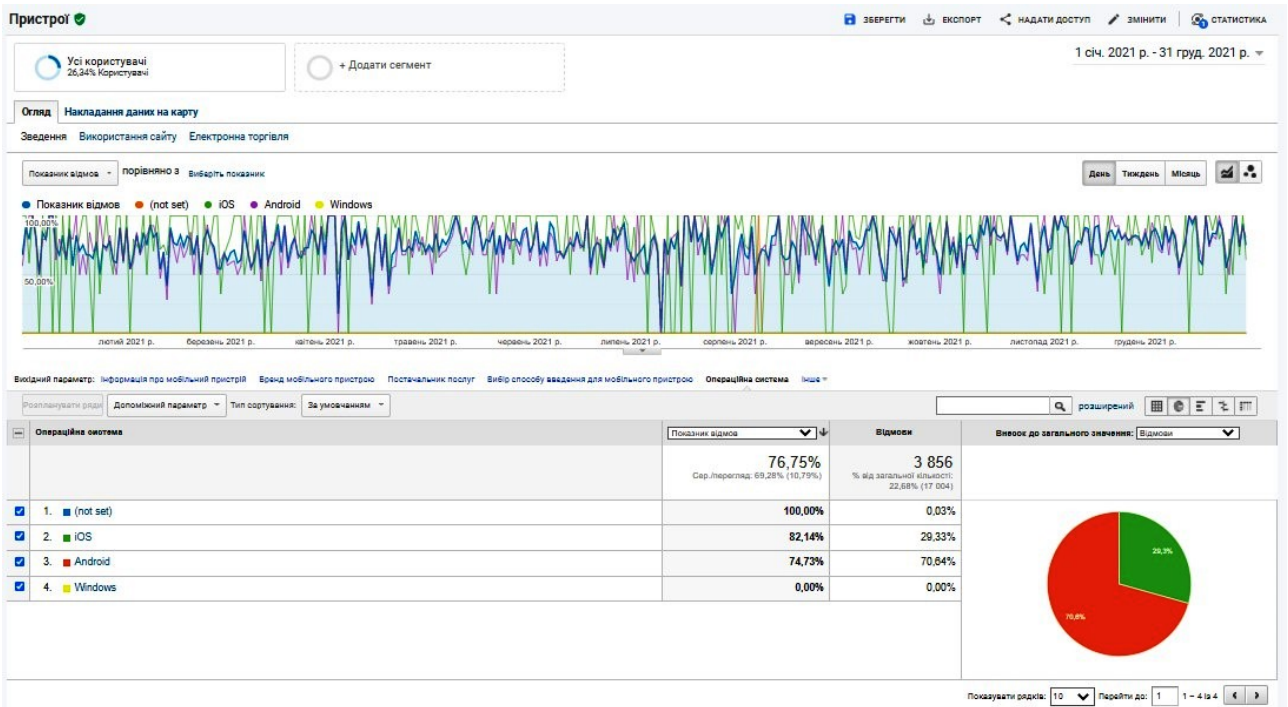 Пристрої
ЗБЕРЕГТИ ЕКСПОРТ НАДАТИ ДОСТУП ЗМІНИТИ СТАТИСТИКА
1 січ. 2021 р. - 31 груд. 2021 р.
Усі користувачі
26,34% Користувачі
+ Додати сегмент
Огляд Накладання даних на карту
Зведення Використання сайту Електронна торгівля
Показник відмов порівняно з Виберіть показник
День Тиждень Місяць
Показник відмов (not set) iOS Android Windows
100,00%
50,00%
лютий 2021 р. березень 2021 р. квітень 2021 р. травень 2021 р. червень 2021 р. липень 2021 р. серпень 2021 р. вересень 2021 р. жовтень 2021 р. листопад 2021 р. грудень 2021 р.
Вихідний параметр: Інформація про мобільний пристрій Бренд мобільного пристрою Постачальник послуг Вибір способу введення для мобільного пристрою Операційна система Інше
Розпланувати ряди Допоміжний параметр Тип сортування: За умовчанням розширений
Операційна система Показник відмов Відмови Внесок до загального значення: Відмови
76,75% 3 856
Сер./перегляд: 69,28% (10,79%) % від загальної кількості:
22,68% (17 004)
1. (not set) 100,00% 0,03%
2. iOS 82,14% 29,33%
3. Android 74,73% 70,64%
4. Windows 0,00% 0,00%
29,3%
70,6%
Показувати рядків: 10 Перейти до: 1 1 – 4 із 4